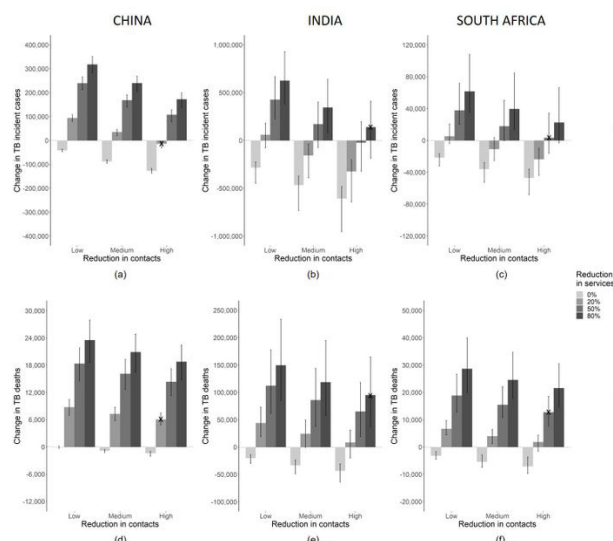 CHINA INDIA SOUTH AFRICA
Change in TB incident cases
400,000
300,000
200,000
100,000
0
-100,000
-200,000
-300,000
-400,000
Low Medium High
Reduction in contacts
(a)
Change in TB incident cases
1,000,000
500,000
0
-500,000
-1,000,000
Low Medium High
Reduction in contacts
(b)
Change in TB incident cases
120,000
80,000
40,000
0
-40,000
-80,000
-120,000
Low Medium High
Reduction in contacts
(c)
Reduction
in services
0%
20%
50%
80%
Change in TB deaths
30,000
24,000
18,000
12,000
6,000
0
-6,000
-12,000
Low Medium High
Reduction in contacts
(d)
Change in TB deaths
250,000
200,000
150,000
100,000
50,000
0
-50,000
-100,000
Low Medium High
Reduction in contacts
(e)
Change in TB deaths
50,000
40,000
30,000
20,000
10,000
0
-10,000
-20,000
Low Medium High
Reduction in contacts
(f)